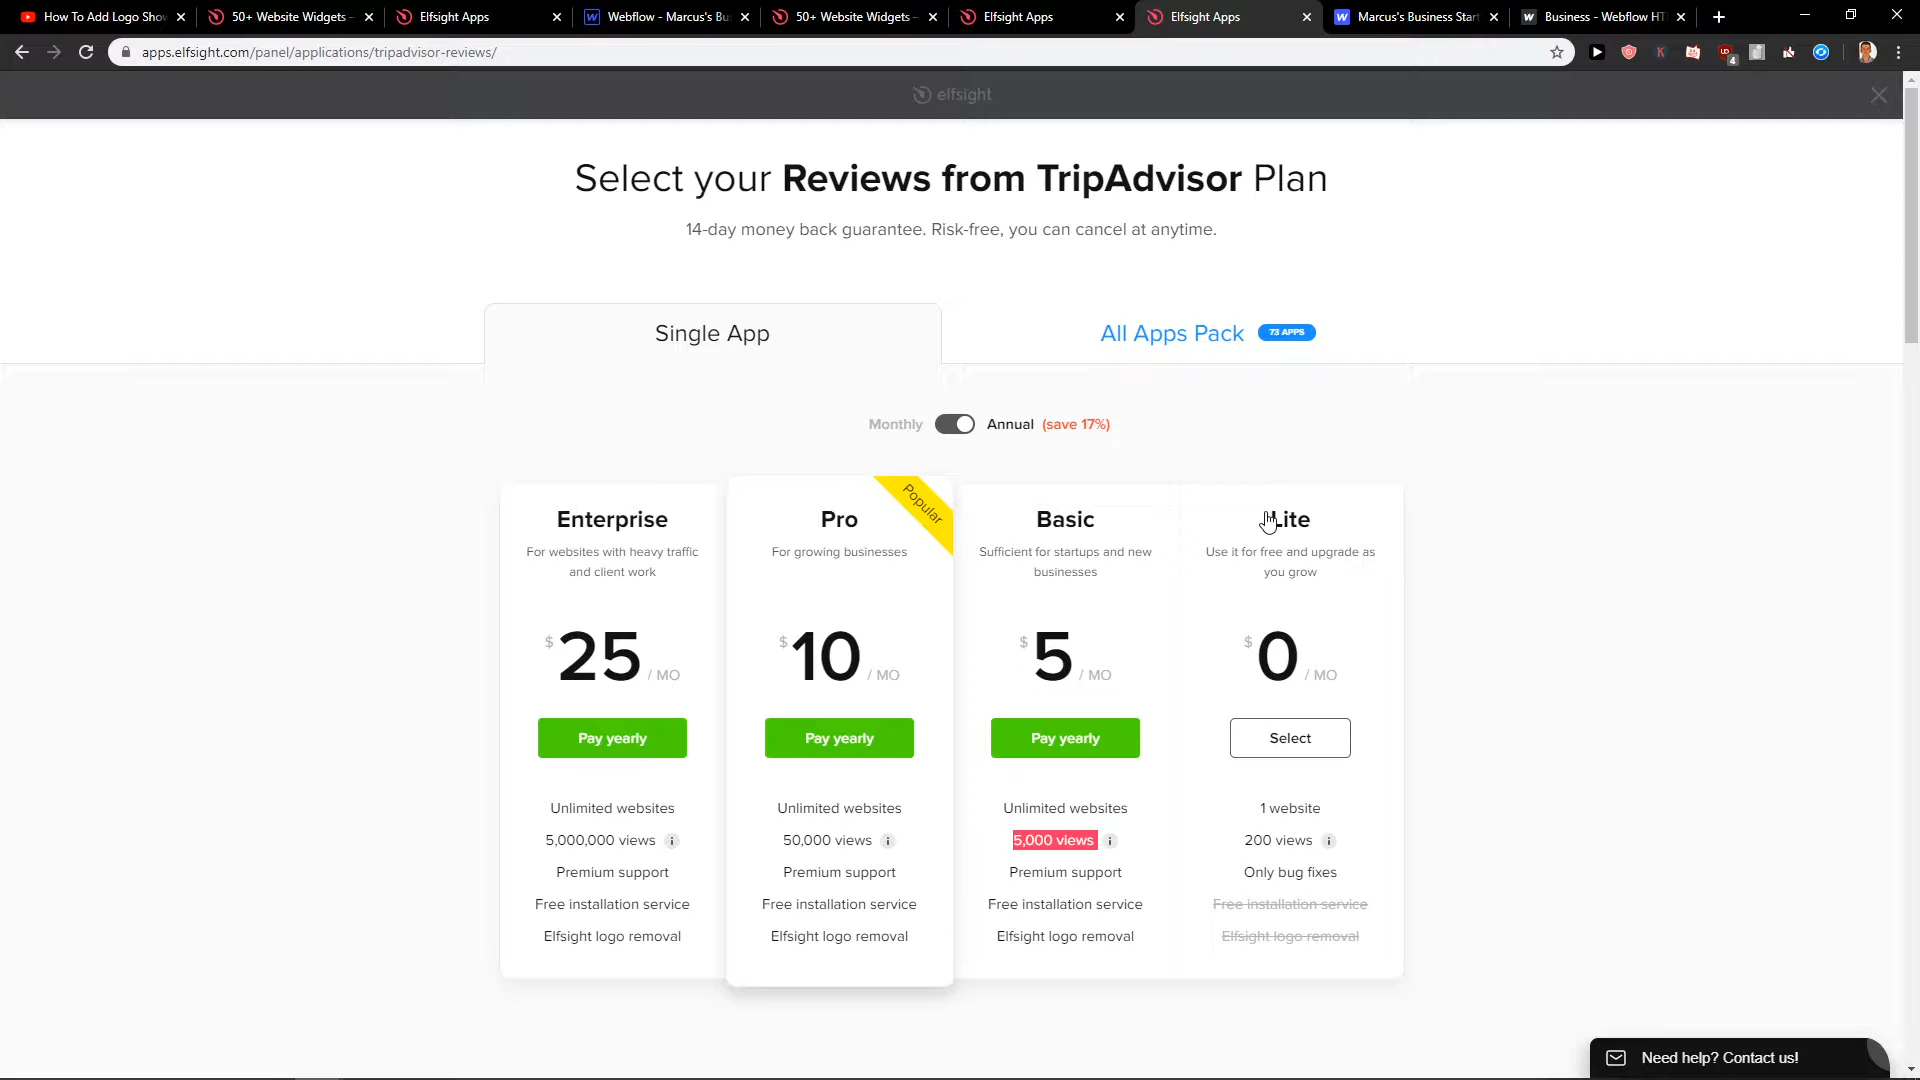 How To Add Logo Show
50+ Website Widgets -
Elfsight Apps
Webflow - Marcus's Bu
50+ Website Widgets -
Elfsight Apps
Elfsight Apps
Marcus's Business Start
Business - Webflow HT
apps.elfsight.com/panel/applications/tripadvisor-reviews/
4
elfsight
Select your Reviews from TripAdvisor Plan
14-day money back guarantee. Risk-free, you can cancel at anytime.
Single App
All Apps Pack 73 APPS
Monthly Annual (save 17%)
Enterprise
For websites with heavy traffic
and client work
$ 25 / MO
Pay yearly
Unlimited websites
5,000,000 views i
Premium support
Free installation service
Elfsight logo removal
Popular
Pro
For growing businesses
$ 10 / MO
Pay yearly
Unlimited websites
50,000 views i
Premium support
Free installation service
Elfsight logo removal
Basic
Sufficient for startups and new
businesses
$ 5 / MO
Pay yearly
Unlimited websites
5,000 views i
Premium support
Free installation service
Elfsight logo removal
Lite
Use it for free and upgrade as
you grow
$ 0 / MO
Select
1 website
200 views i
Only bug fixes
Free installation service
Elfsight logo removal
Need help? Contact us!